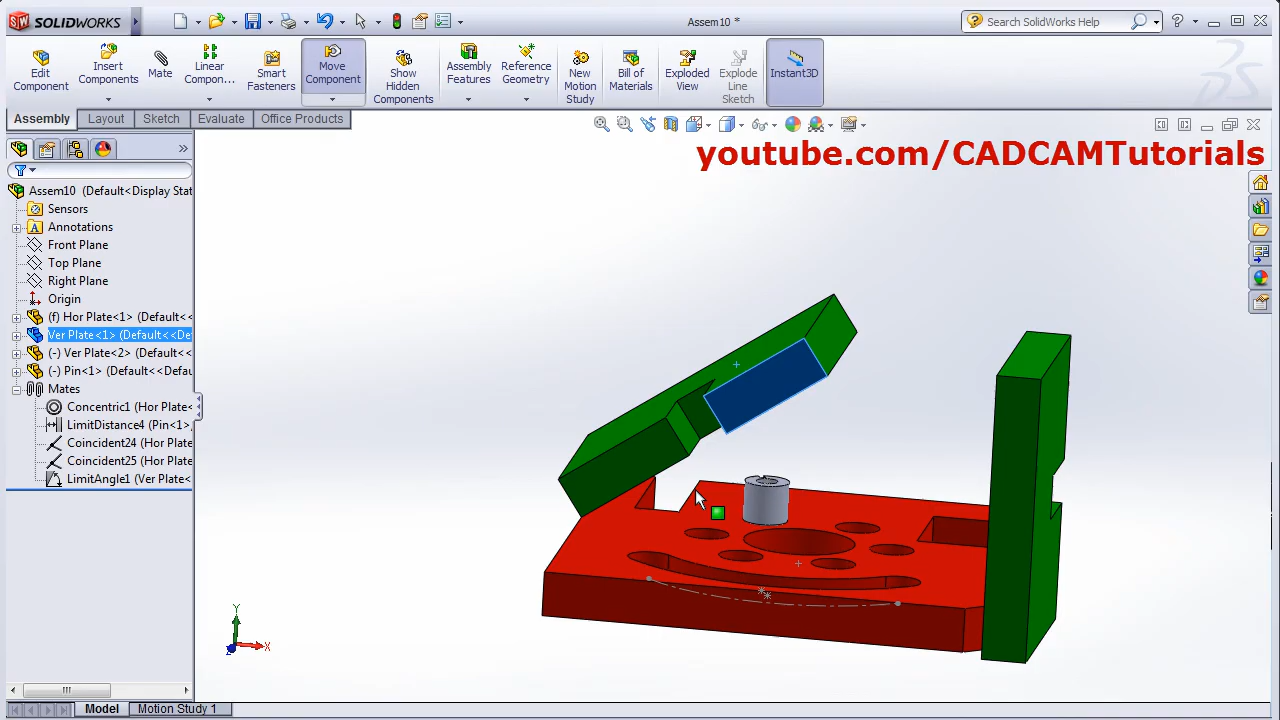 SOLIDWORKS
Assem10 *
Search SolidWorks Help
Edit Component
Insert Components
Mate
Linear Compon...
Smart Fasteners
Move Component
Show Hidden Components
Assembly Features
Reference Geometry
New Motion Study
Bill of Materials
Exploded View
Explode Line Sketch
Instant3D
Assembly
Layout
Sketch
Evaluate
Office Products
youtube.com/CADCAMTutorials
Assem10 (Default<Display Stat
Sensors
Annotations
Front Plane
Top Plane
Right Plane
Origin
(f) Hor Plate<1> (Default<<
Ver Plate<1> (Default<<De
(-) Ver Plate<2> (Default<<
(-) Pin<1> (Default<<Defau
Mates
Concentric1 (Hor Plate<
LimitDistance4 (Pin<1>,
Coincident24 (Hor Plate
Coincident25 (Hor Plate
LimitAngle1 (Ver Plate<
Y
X
Z
Model
Motion Study 1